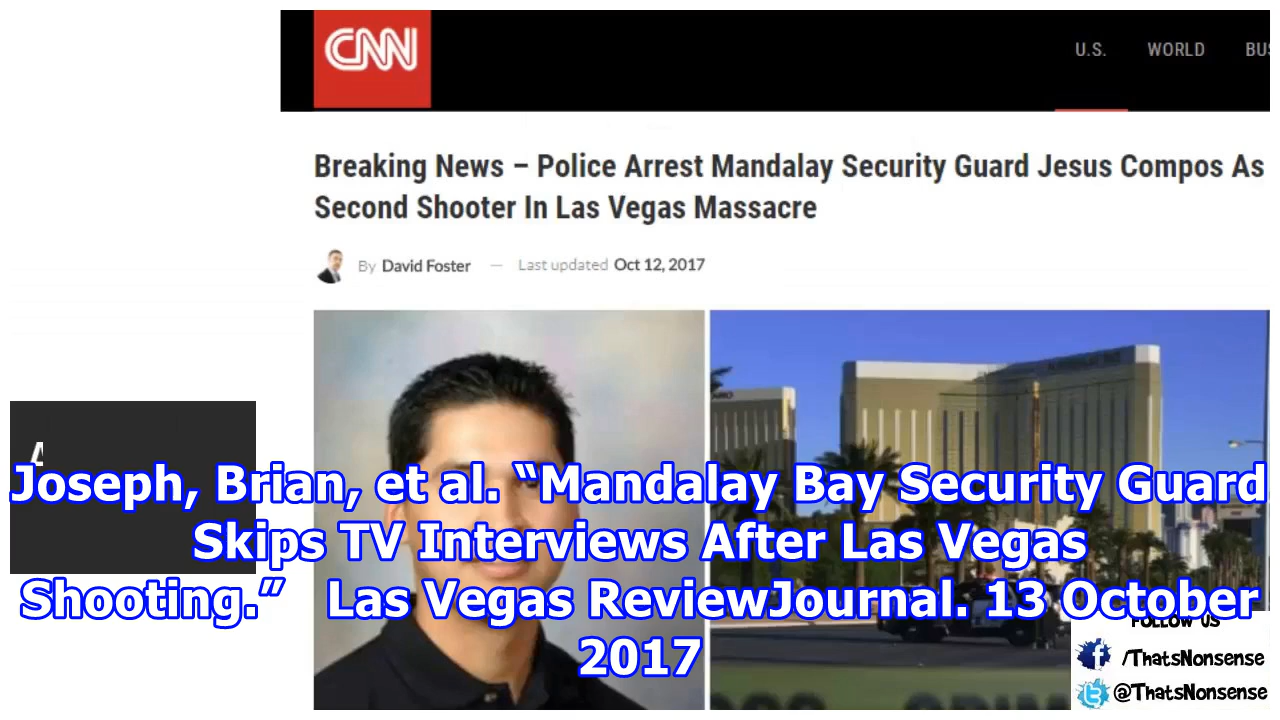 CNN
U.S. WORLD BUS
Breaking News – Police Arrest Mandalay Security Guard Jesus Compos As
Second Shooter In Las Vegas Massacre
By David Foster — Last updated Oct 12, 2017
A
Joseph, Brian, et al. “Mandalay Bay Security Guard
Skips TV Interviews After Las Vegas
Shooting.” Las Vegas ReviewJournal. 13 October
2017
FOLLOW US
/ThatsNonsense
@ThatsNonsense